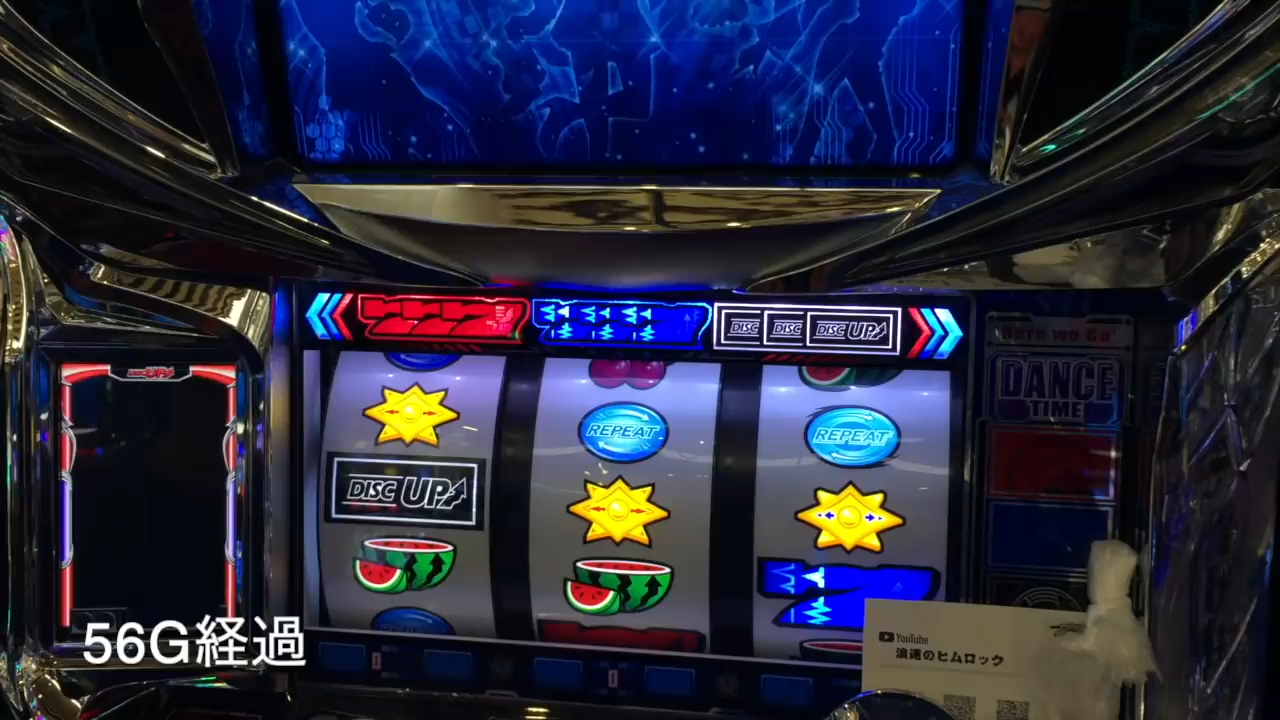 777
DISC DISC DISC UP
Here we Go!
DANCE
TIME
REPEAT
REPEAT
DISC UP
56G経過
YouTube
浪速のヒムロック